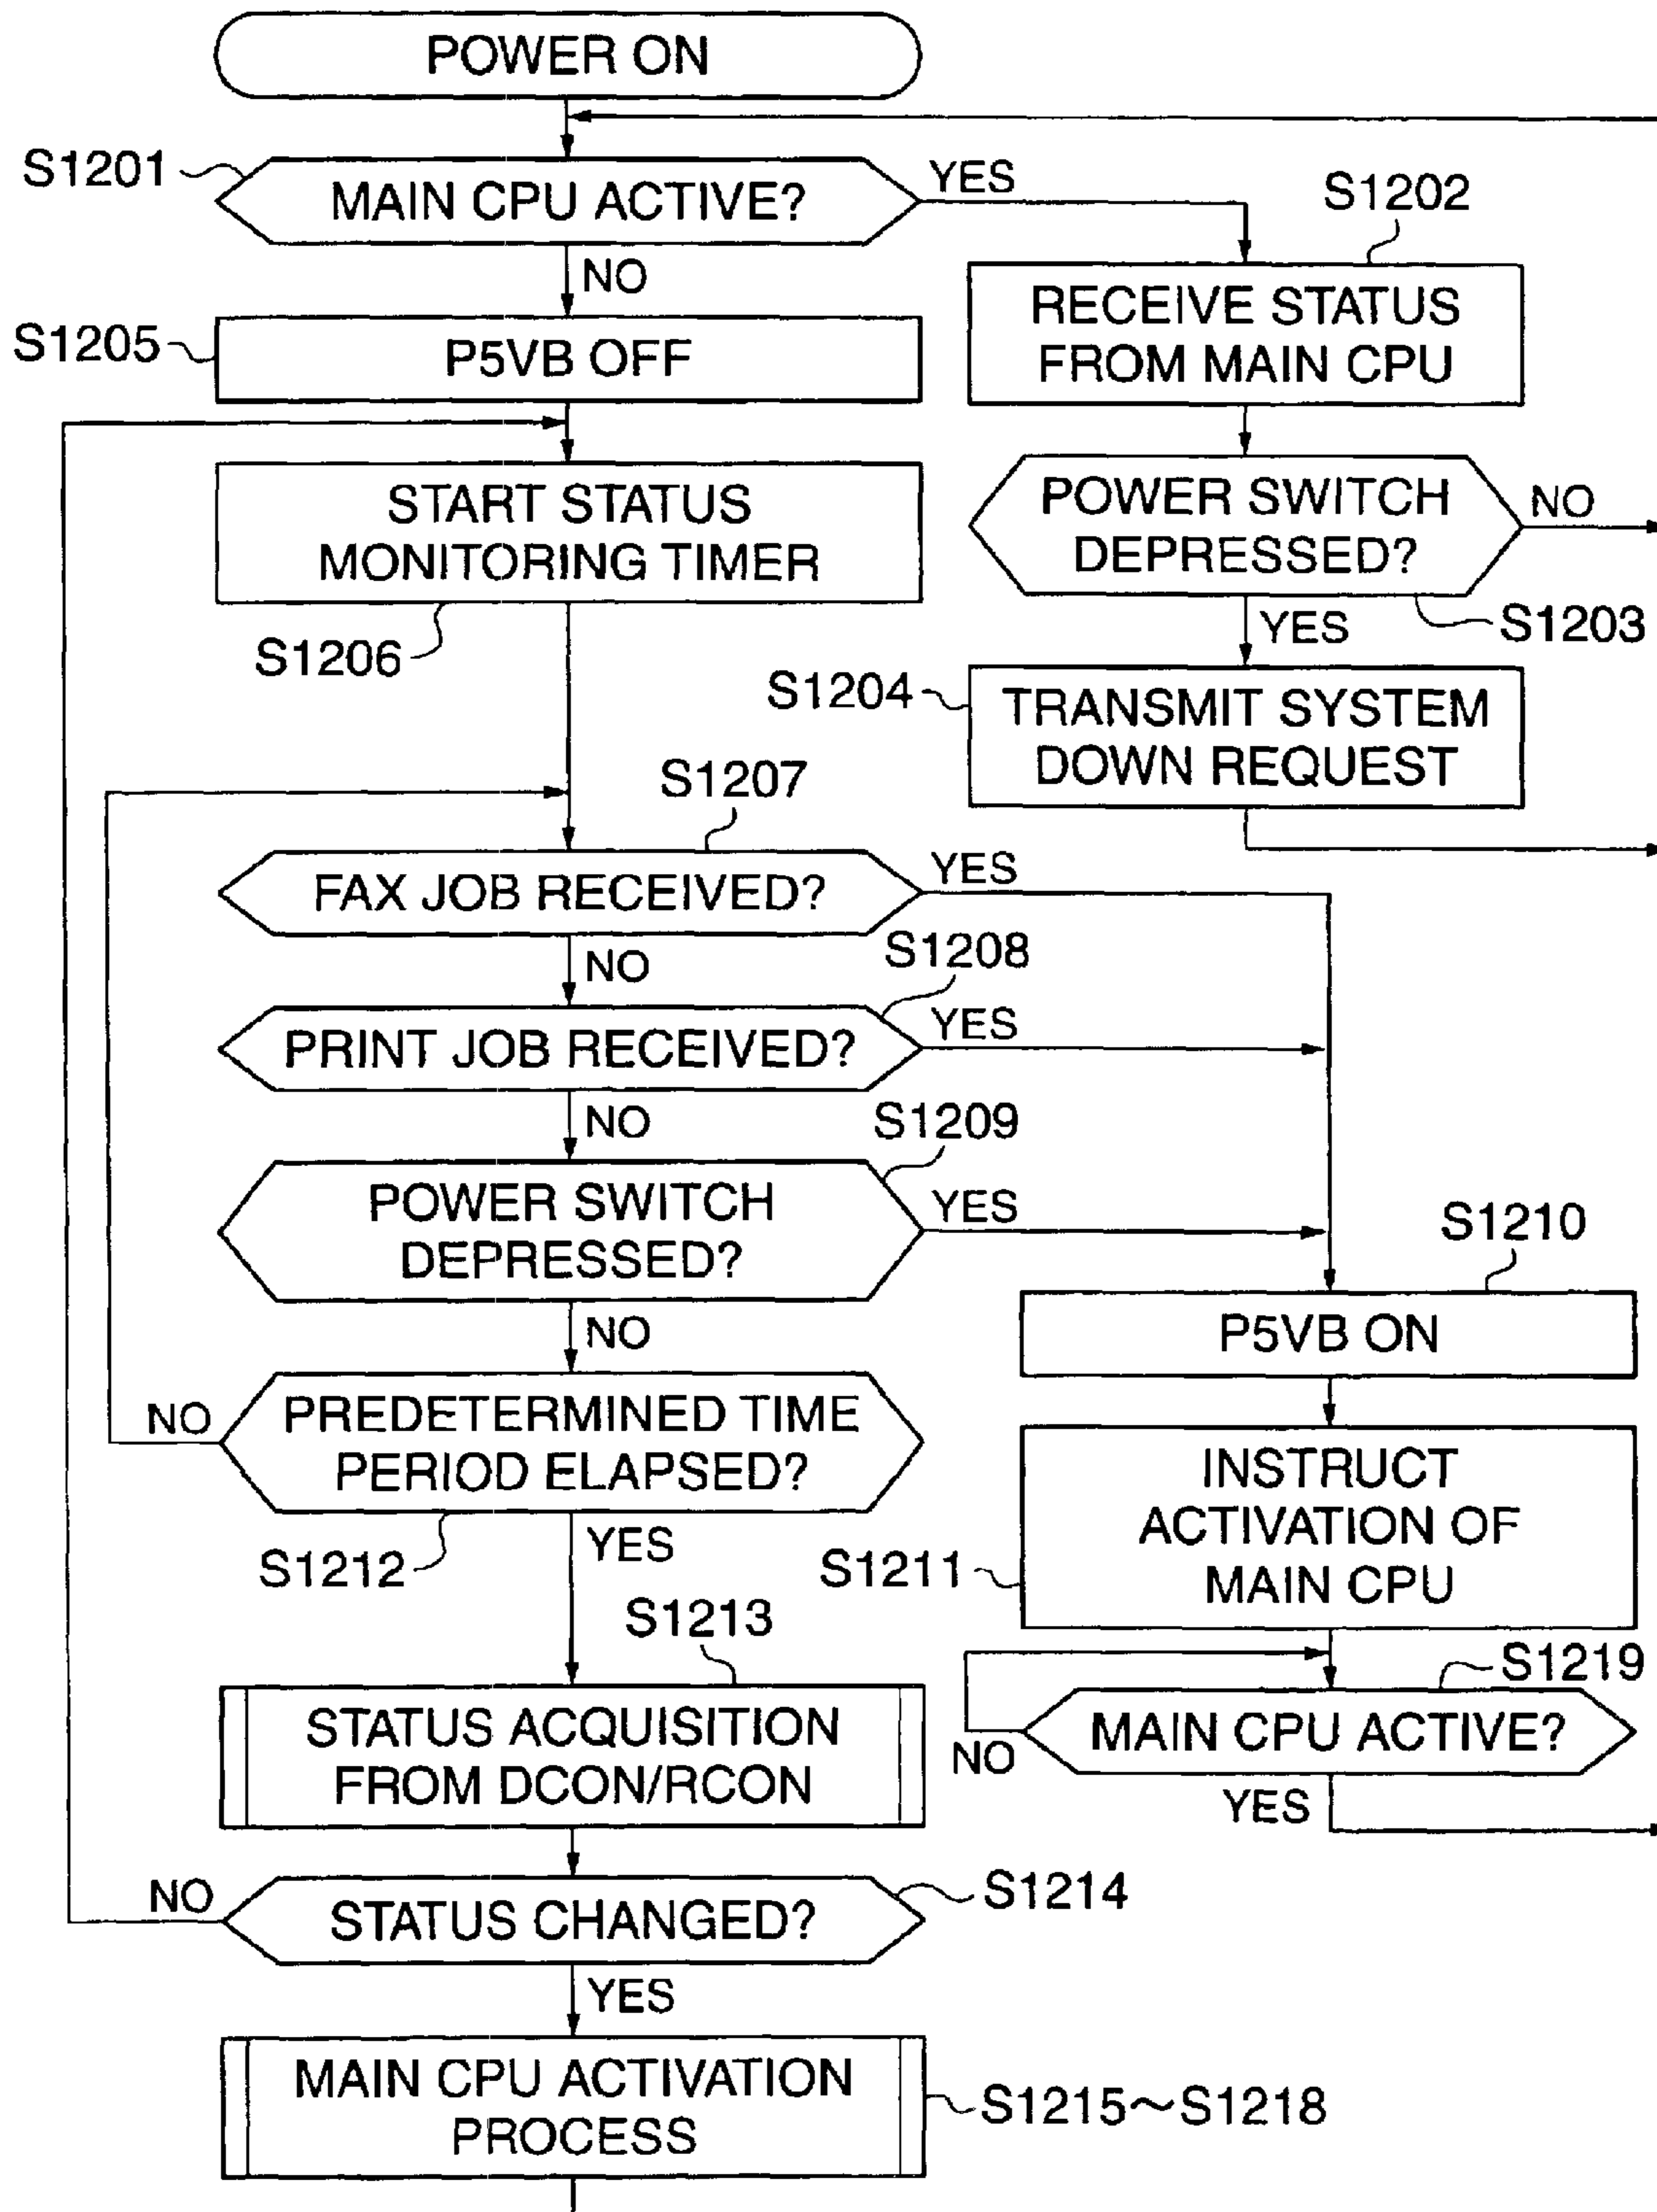 POWER ON
S1201
MAIN CPU ACTIVE?
YES
NO
S1202
RECEIVE STATUS
FROM MAIN CPU
S1205
P5VB OFF
POWER SWITCH
DEPRESSED?
NO
YES
S1203
START STATUS
MONITORING TIMER
S1206
S1204
TRANSMIT SYSTEM
DOWN REQUEST
S1207
FAX JOB RECEIVED?
YES
NO
S1208
PRINT JOB RECEIVED?
YES
NO
S1209
POWER SWITCH
DEPRESSED?
YES
NO
S1210
P5VB ON
PREDETERMINED TIME
PERIOD ELAPSED?
NO
YES
S1212
INSTRUCT
ACTIVATION OF
MAIN CPU
S1211
S1213
STATUS ACQUISITION
FROM DCON/RCON
S1219
MAIN CPU ACTIVE?
NO
YES
STATUS CHANGED?
NO
S1214
YES
MAIN CPU ACTIVATION
PROCESS
S1215~S1218